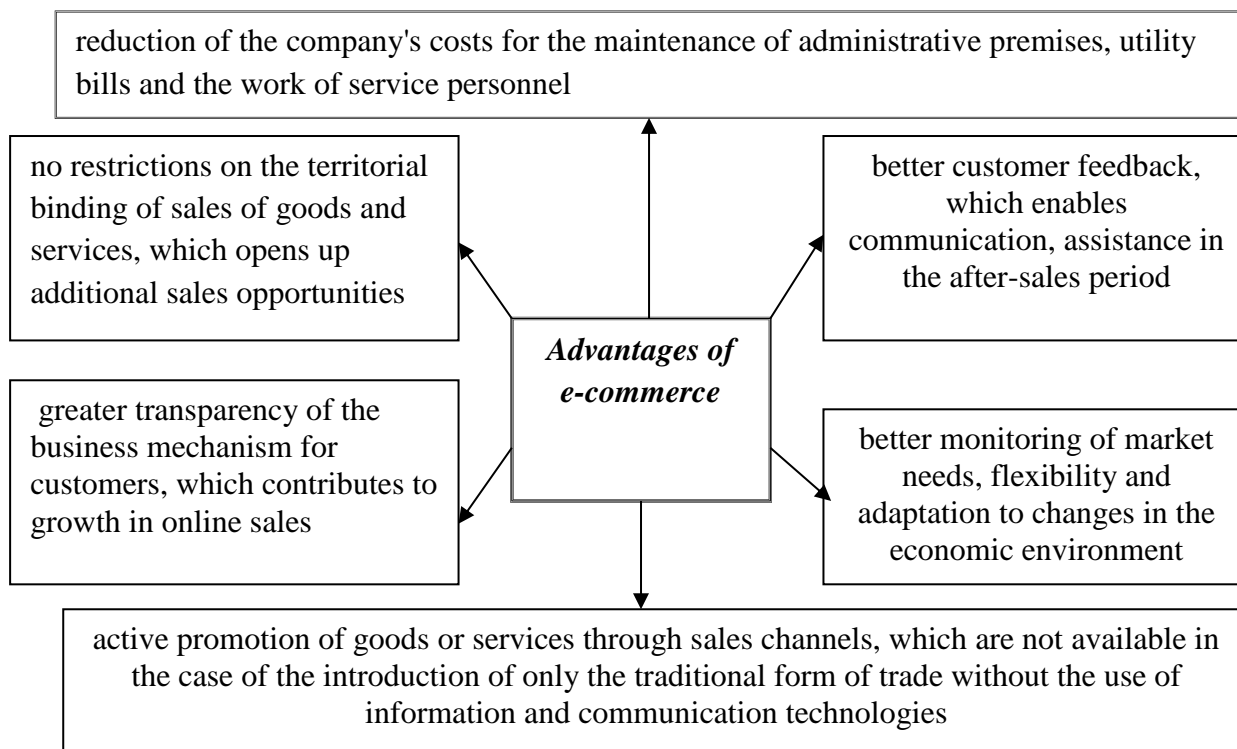 reduction of the company's costs for the maintenance of administrative premises, utility
bills and the work of service personnel
no restrictions on the territorial
binding of sales of goods and
services, which opens up
additional sales opportunities
better customer feedback,
which enables
communication, assistance in
the after-sales period
Advantages of
e-commerce
greater transparency of the
business mechanism for
customers, which contributes to
growth in online sales
better monitoring of market
needs, flexibility and
adaptation to changes in the
economic environment
active promotion of goods or services through sales channels, which are not available in
the case of the introduction of only the traditional form of trade without the use of
information and communication technologies